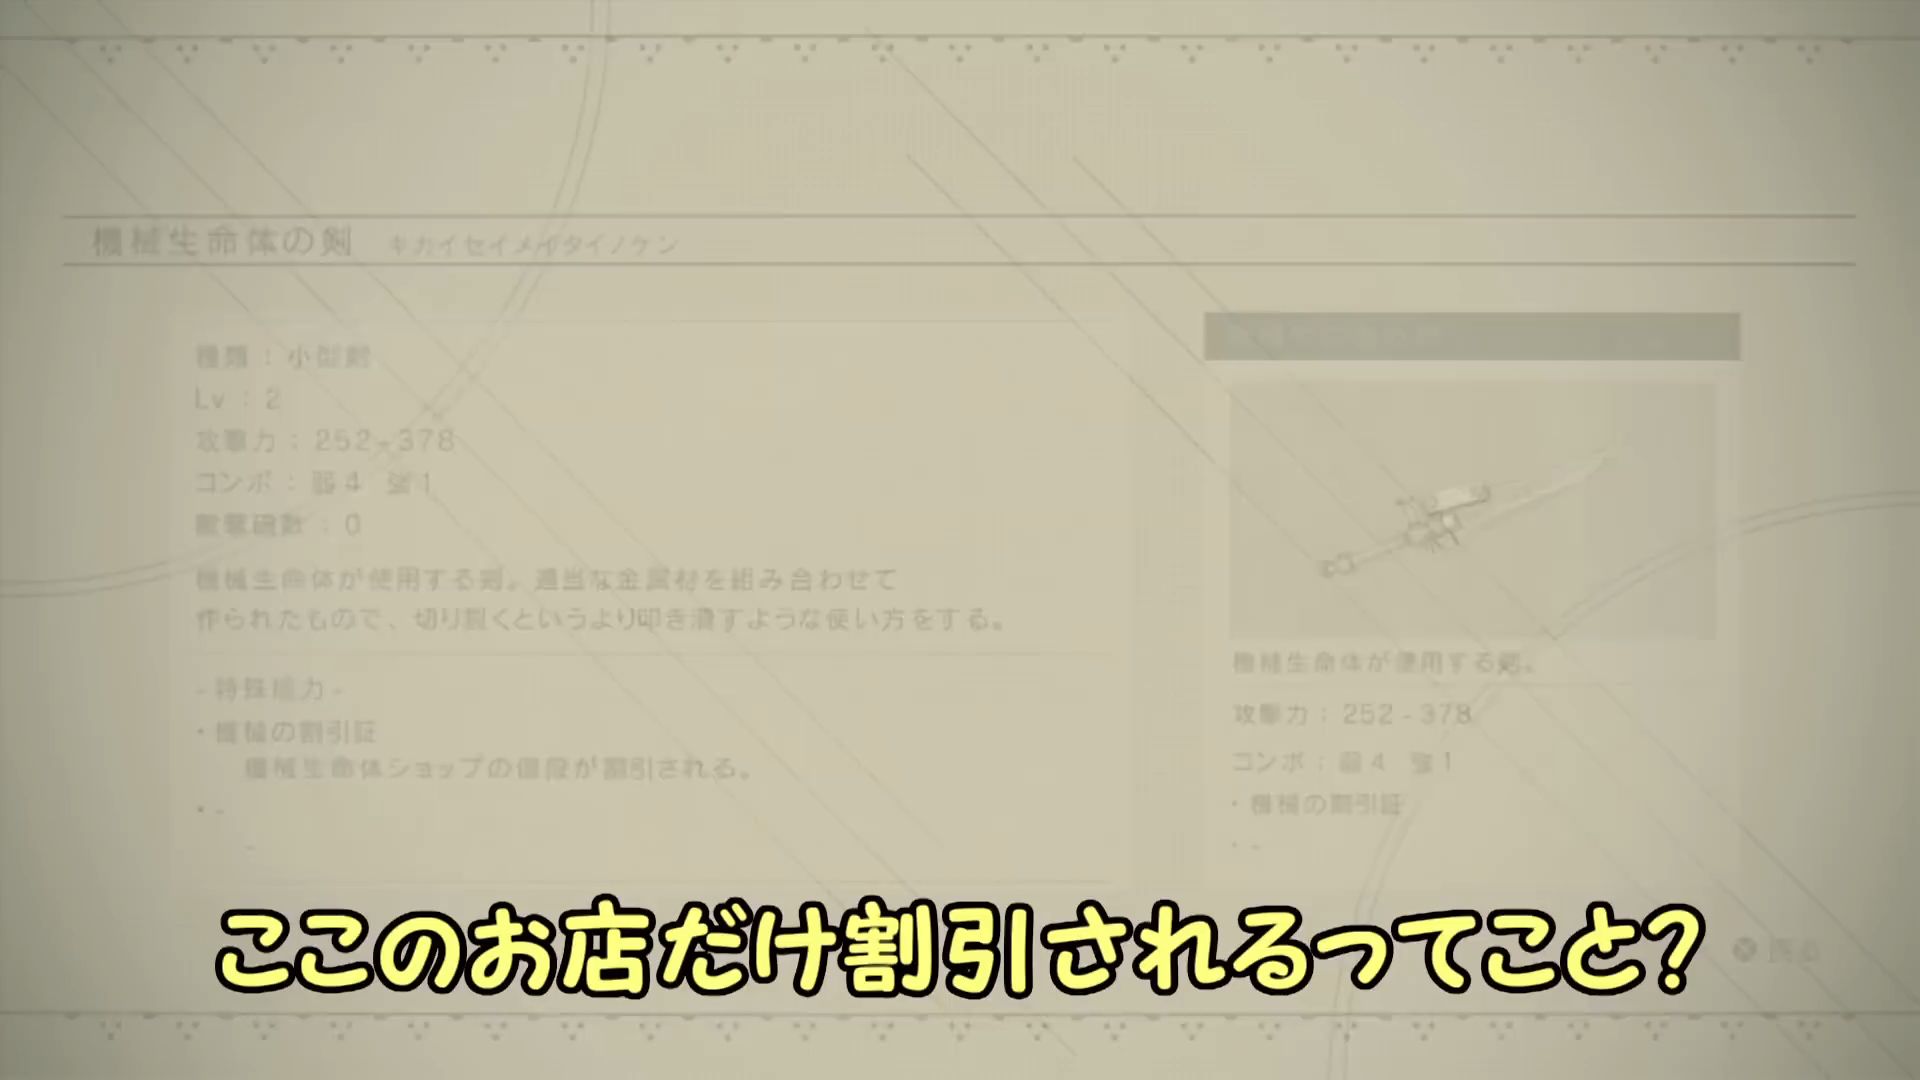 機械生命体の剣 キカイセイメイタイノケン
種類 : 小型剣
Lv : 2
攻撃力 : 252 - 378
コンボ : 弱 4 強 1
敵撃破数 : 0
機械生命体が使用する剣。適当な金属材を組み合わせて
作られたもので、切り裂くというより叩き潰すような使い方をする。
- 特殊能力 -
・機械の割引証
機械生命体ショップの値段が割引される。
・-
-
機械生命体が使用する剣。
攻撃力 : 252 - 378
コンボ : 弱 4 強 1
・機械の割引証
・-
ここのお店だけ割引されるってこと?